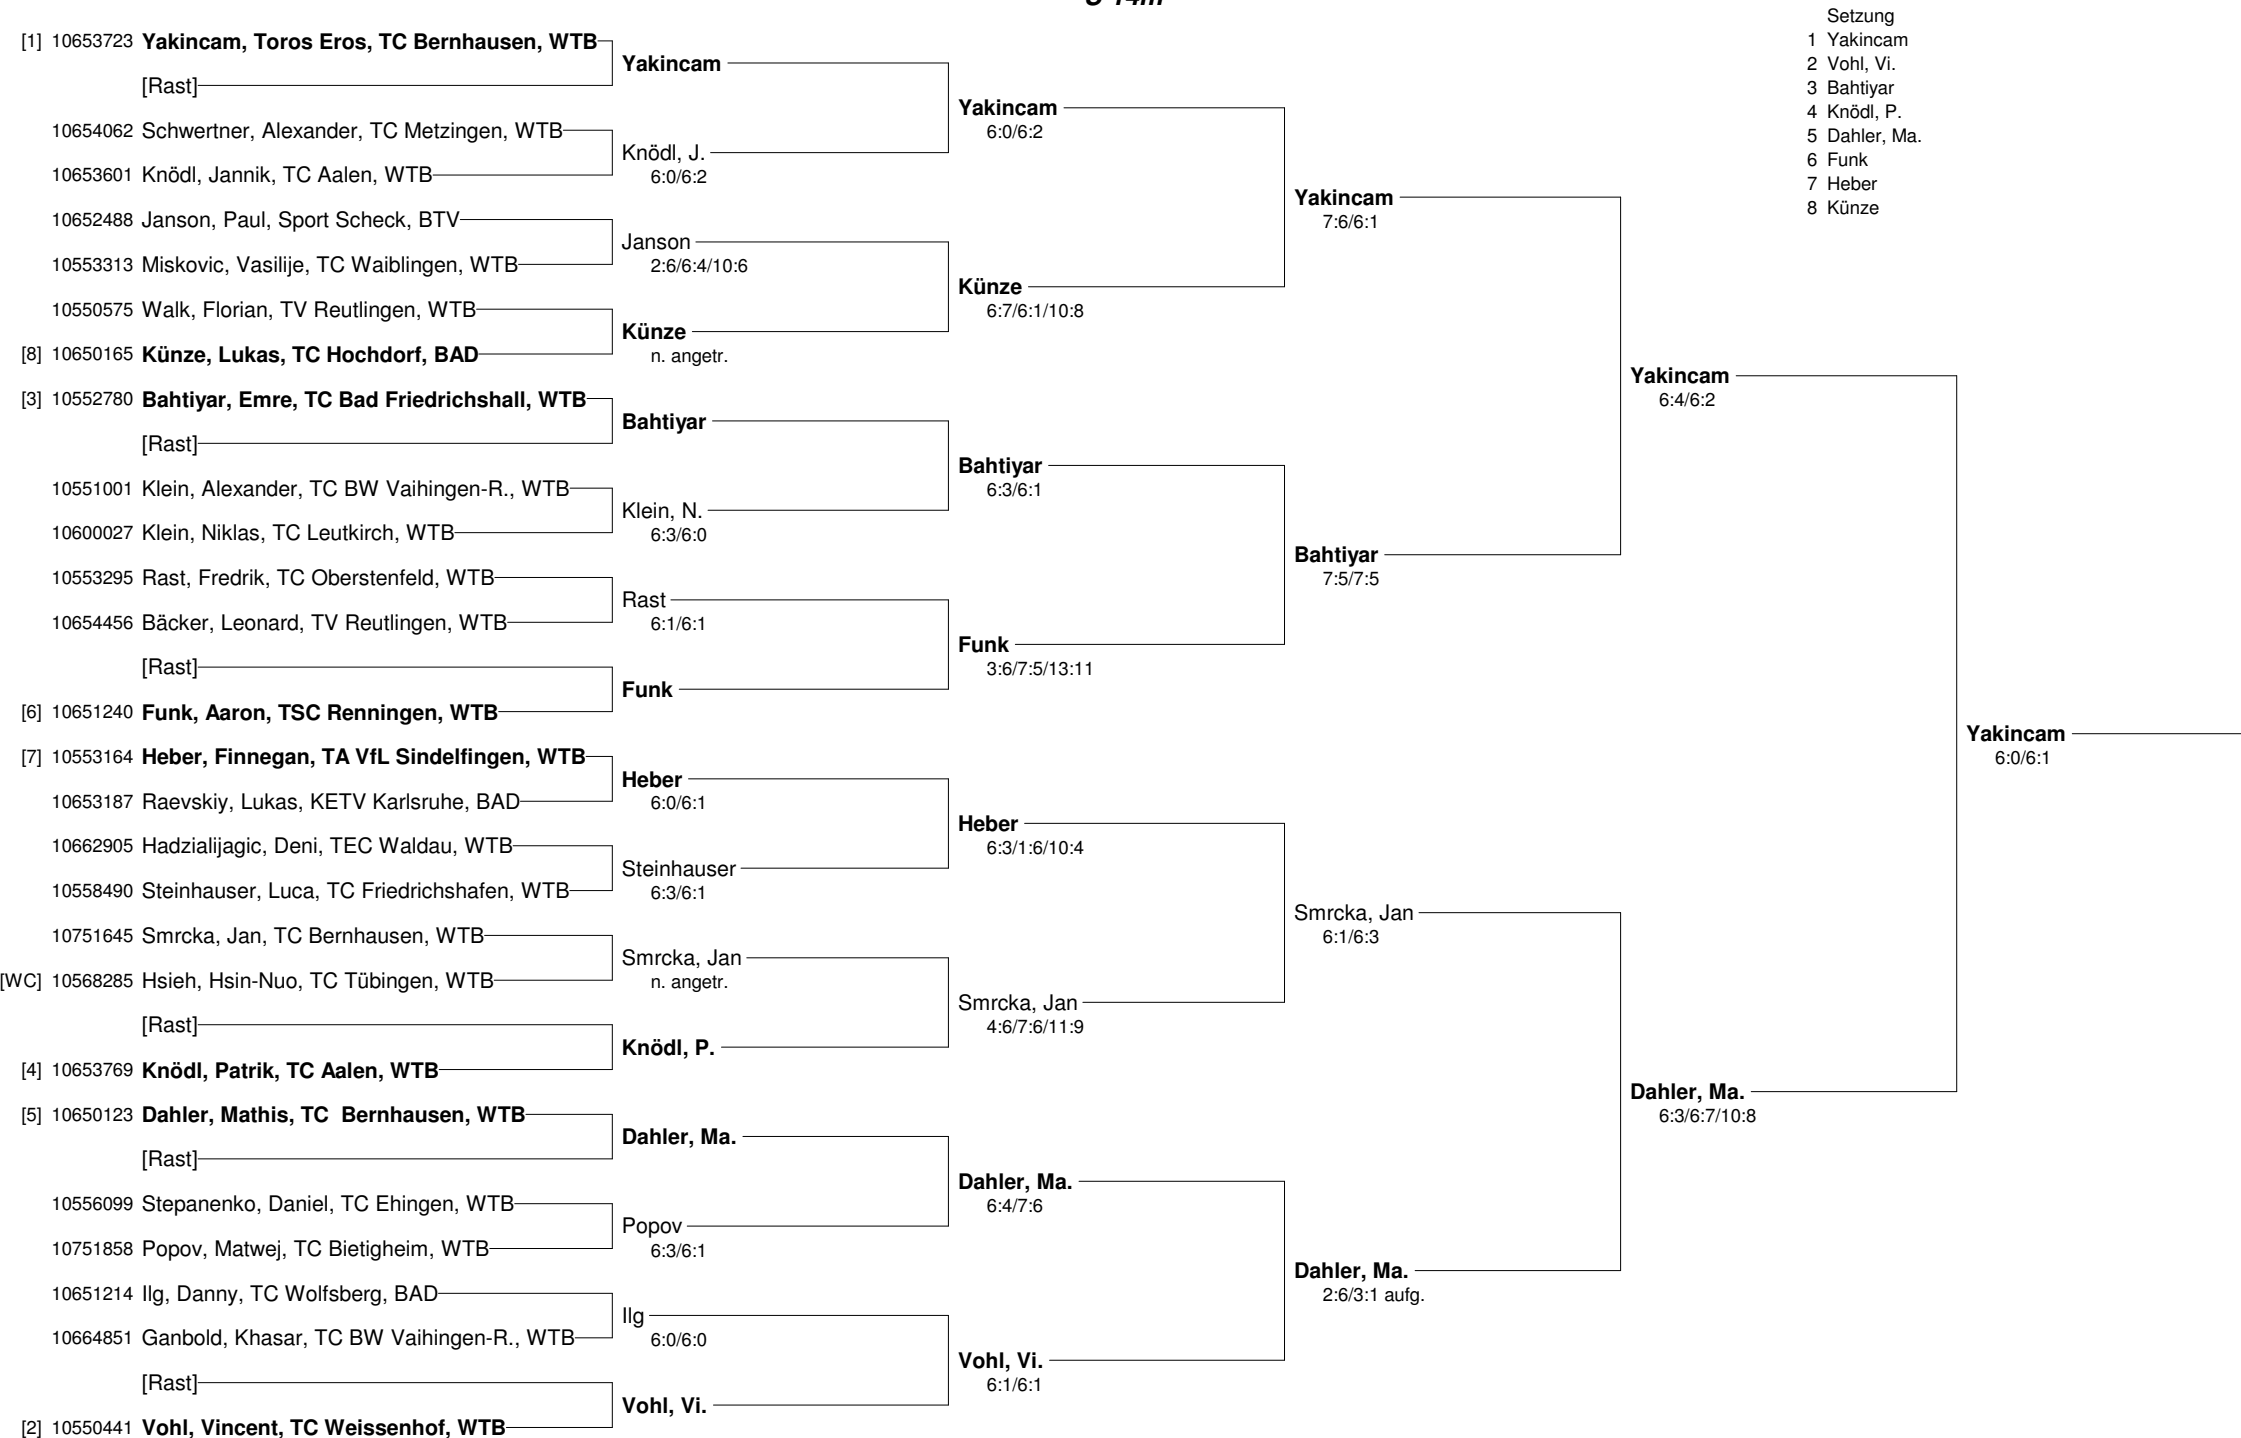 U 14m
Setzung
1 Yakincam
2 Vohl, Vi.
3 Bahtiyar
4 Knödl, P.
5 Dahler, Ma.
6 Funk
7 Heber
8 Künze
[1] 10653723 Yakincam, Toros Eros, TC Bernhausen, WTB
[Rast]
10654062 Schwertner, Alexander, TC Metzingen, WTB
10653601 Knödl, Jannik, TC Aalen, WTB
10652488 Janson, Paul, Sport Scheck, BTV
10553313 Miskovic, Vasilije, TC Waiblingen, WTB
10550575 Walk, Florian, TV Reutlingen, WTB
[8] 10650165 Künze, Lukas, TC Hochdorf, BAD
[3] 10552780 Bahtiyar, Emre, TC Bad Friedrichshall, WTB
[Rast]
10551001 Klein, Alexander, TC BW Vaihingen-R., WTB
10600027 Klein, Niklas, TC Leutkirch, WTB
10553295 Rast, Fredrik, TC Oberstenfeld, WTB
10654456 Bäcker, Leonard, TV Reutlingen, WTB
[Rast]
[6] 10651240 Funk, Aaron, TSC Renningen, WTB
[7] 10553164 Heber, Finnegan, TA VfL Sindelfingen, WTB
10653187 Raevskiy, Lukas, KETV Karlsruhe, BAD
10662905 Hadzialijagic, Deni, TEC Waldau, WTB
10558490 Steinhauser, Luca, TC Friedrichshafen, WTB
10751645 Smrcka, Jan, TC Bernhausen, WTB
[WC] 10568285 Hsieh, Hsin-Nuo, TC Tübingen, WTB
[Rast]
[4] 10653769 Knödl, Patrik, TC Aalen, WTB
[5] 10650123 Dahler, Mathis, TC  Bernhausen, WTB
[Rast]
10556099 Stepanenko, Daniel, TC Ehingen, WTB
10751858 Popov, Matwej, TC Bietigheim, WTB
10651214 Ilg, Danny, TC Wolfsberg, BAD
10664851 Ganbold, Khasar, TC BW Vaihingen-R., WTB
[Rast]
[2] 10550441 Vohl, Vincent, TC Weissenhof, WTB
Yakincam
Knödl, J.
6:0/6:2
Janson
2:6/6:4/10:6
Künze
n. angetr.
Bahtiyar
Klein, N.
6:3/6:0
Rast
6:1/6:1
Funk
Heber
6:0/6:1
Steinhauser
6:3/6:1
Smrcka, Jan
n. angetr.
Knödl, P.
Dahler, Ma.
Popov
6:3/6:1
Ilg
6:0/6:0
Vohl, Vi.
Yakincam
6:0/6:2
Künze
6:7/6:1/10:8
Bahtiyar
6:3/6:1
Funk
3:6/7:5/13:11
Heber
6:3/1:6/10:4
Smrcka, Jan
4:6/7:6/11:9
Dahler, Ma.
6:4/7:6
Vohl, Vi.
6:1/6:1
Yakincam
7:6/6:1
Bahtiyar
7:5/7:5
Smrcka, Jan
6:1/6:3
Dahler, Ma.
2:6/3:1 aufg.
Yakincam
6:4/6:2
Dahler, Ma.
6:3/6:7/10:8
Yakincam
6:0/6:1